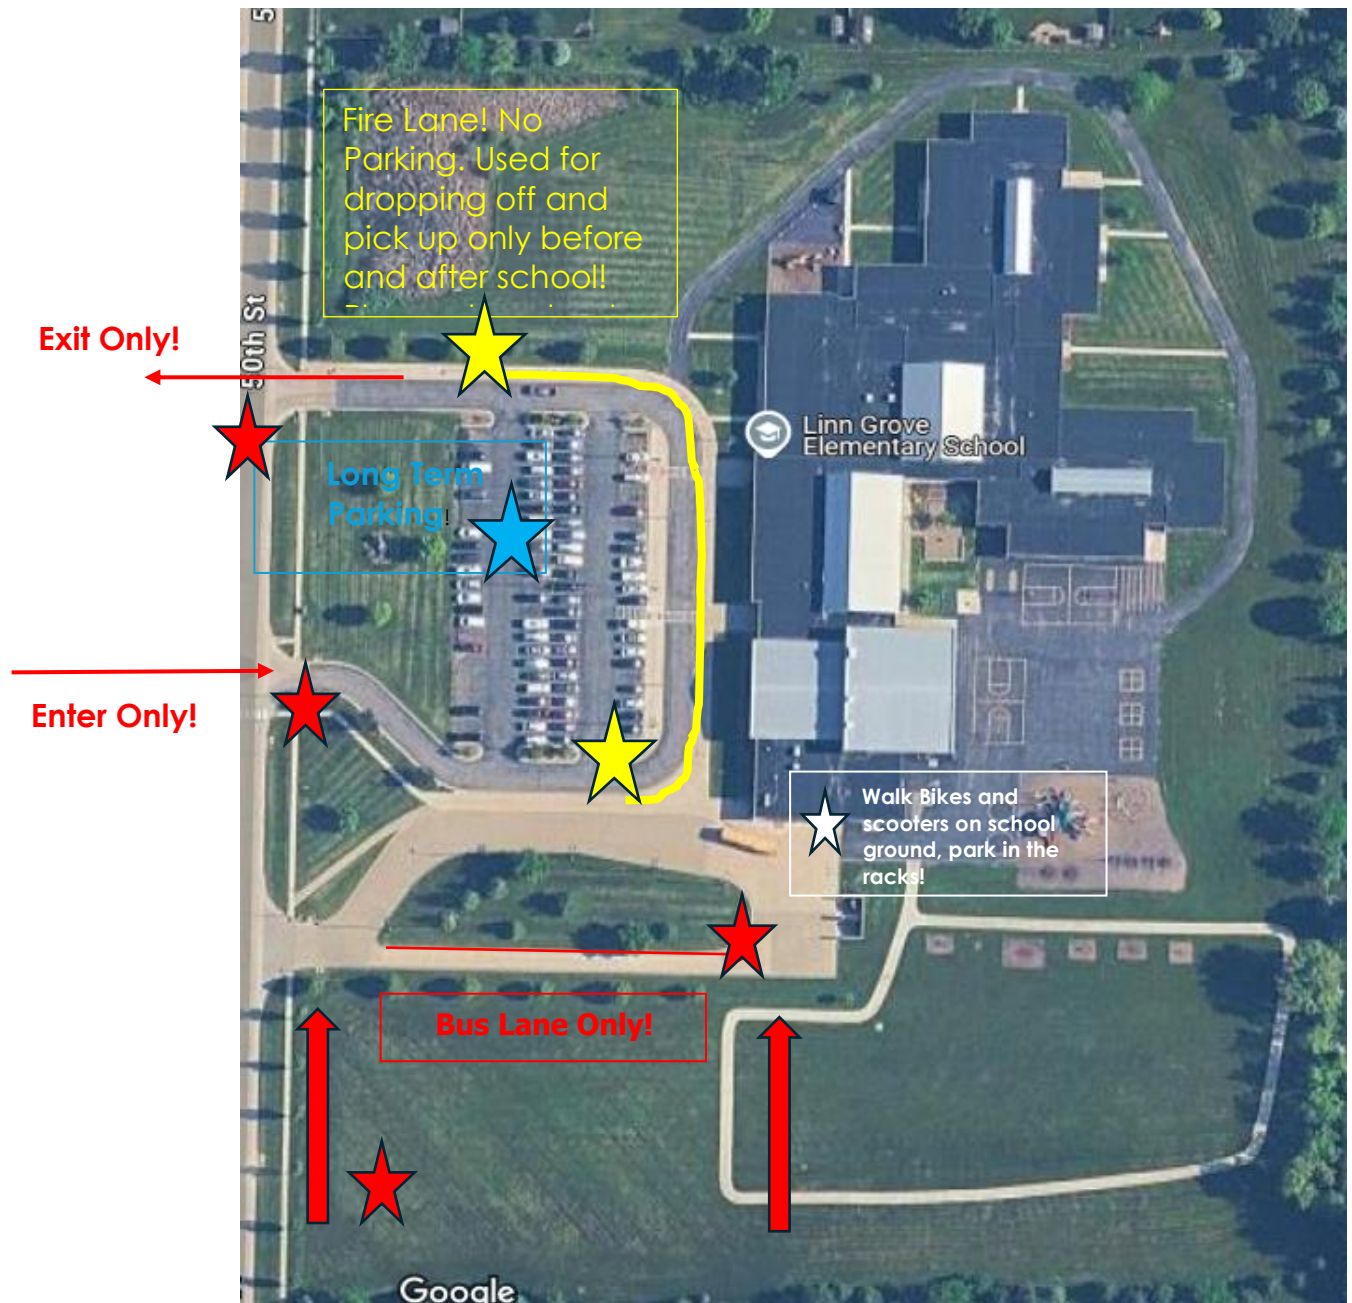 5
Fire Lane! No
Parking. Used for
dropping off and
pick up only before
and after school!
Exit Only!
50th St
Linn Grove
Elementary School
Long Term
Parking!
Enter Only!
Walk Bikes and
scooters on school
ground, park in the
racks!
Bus Lane Only!
Google